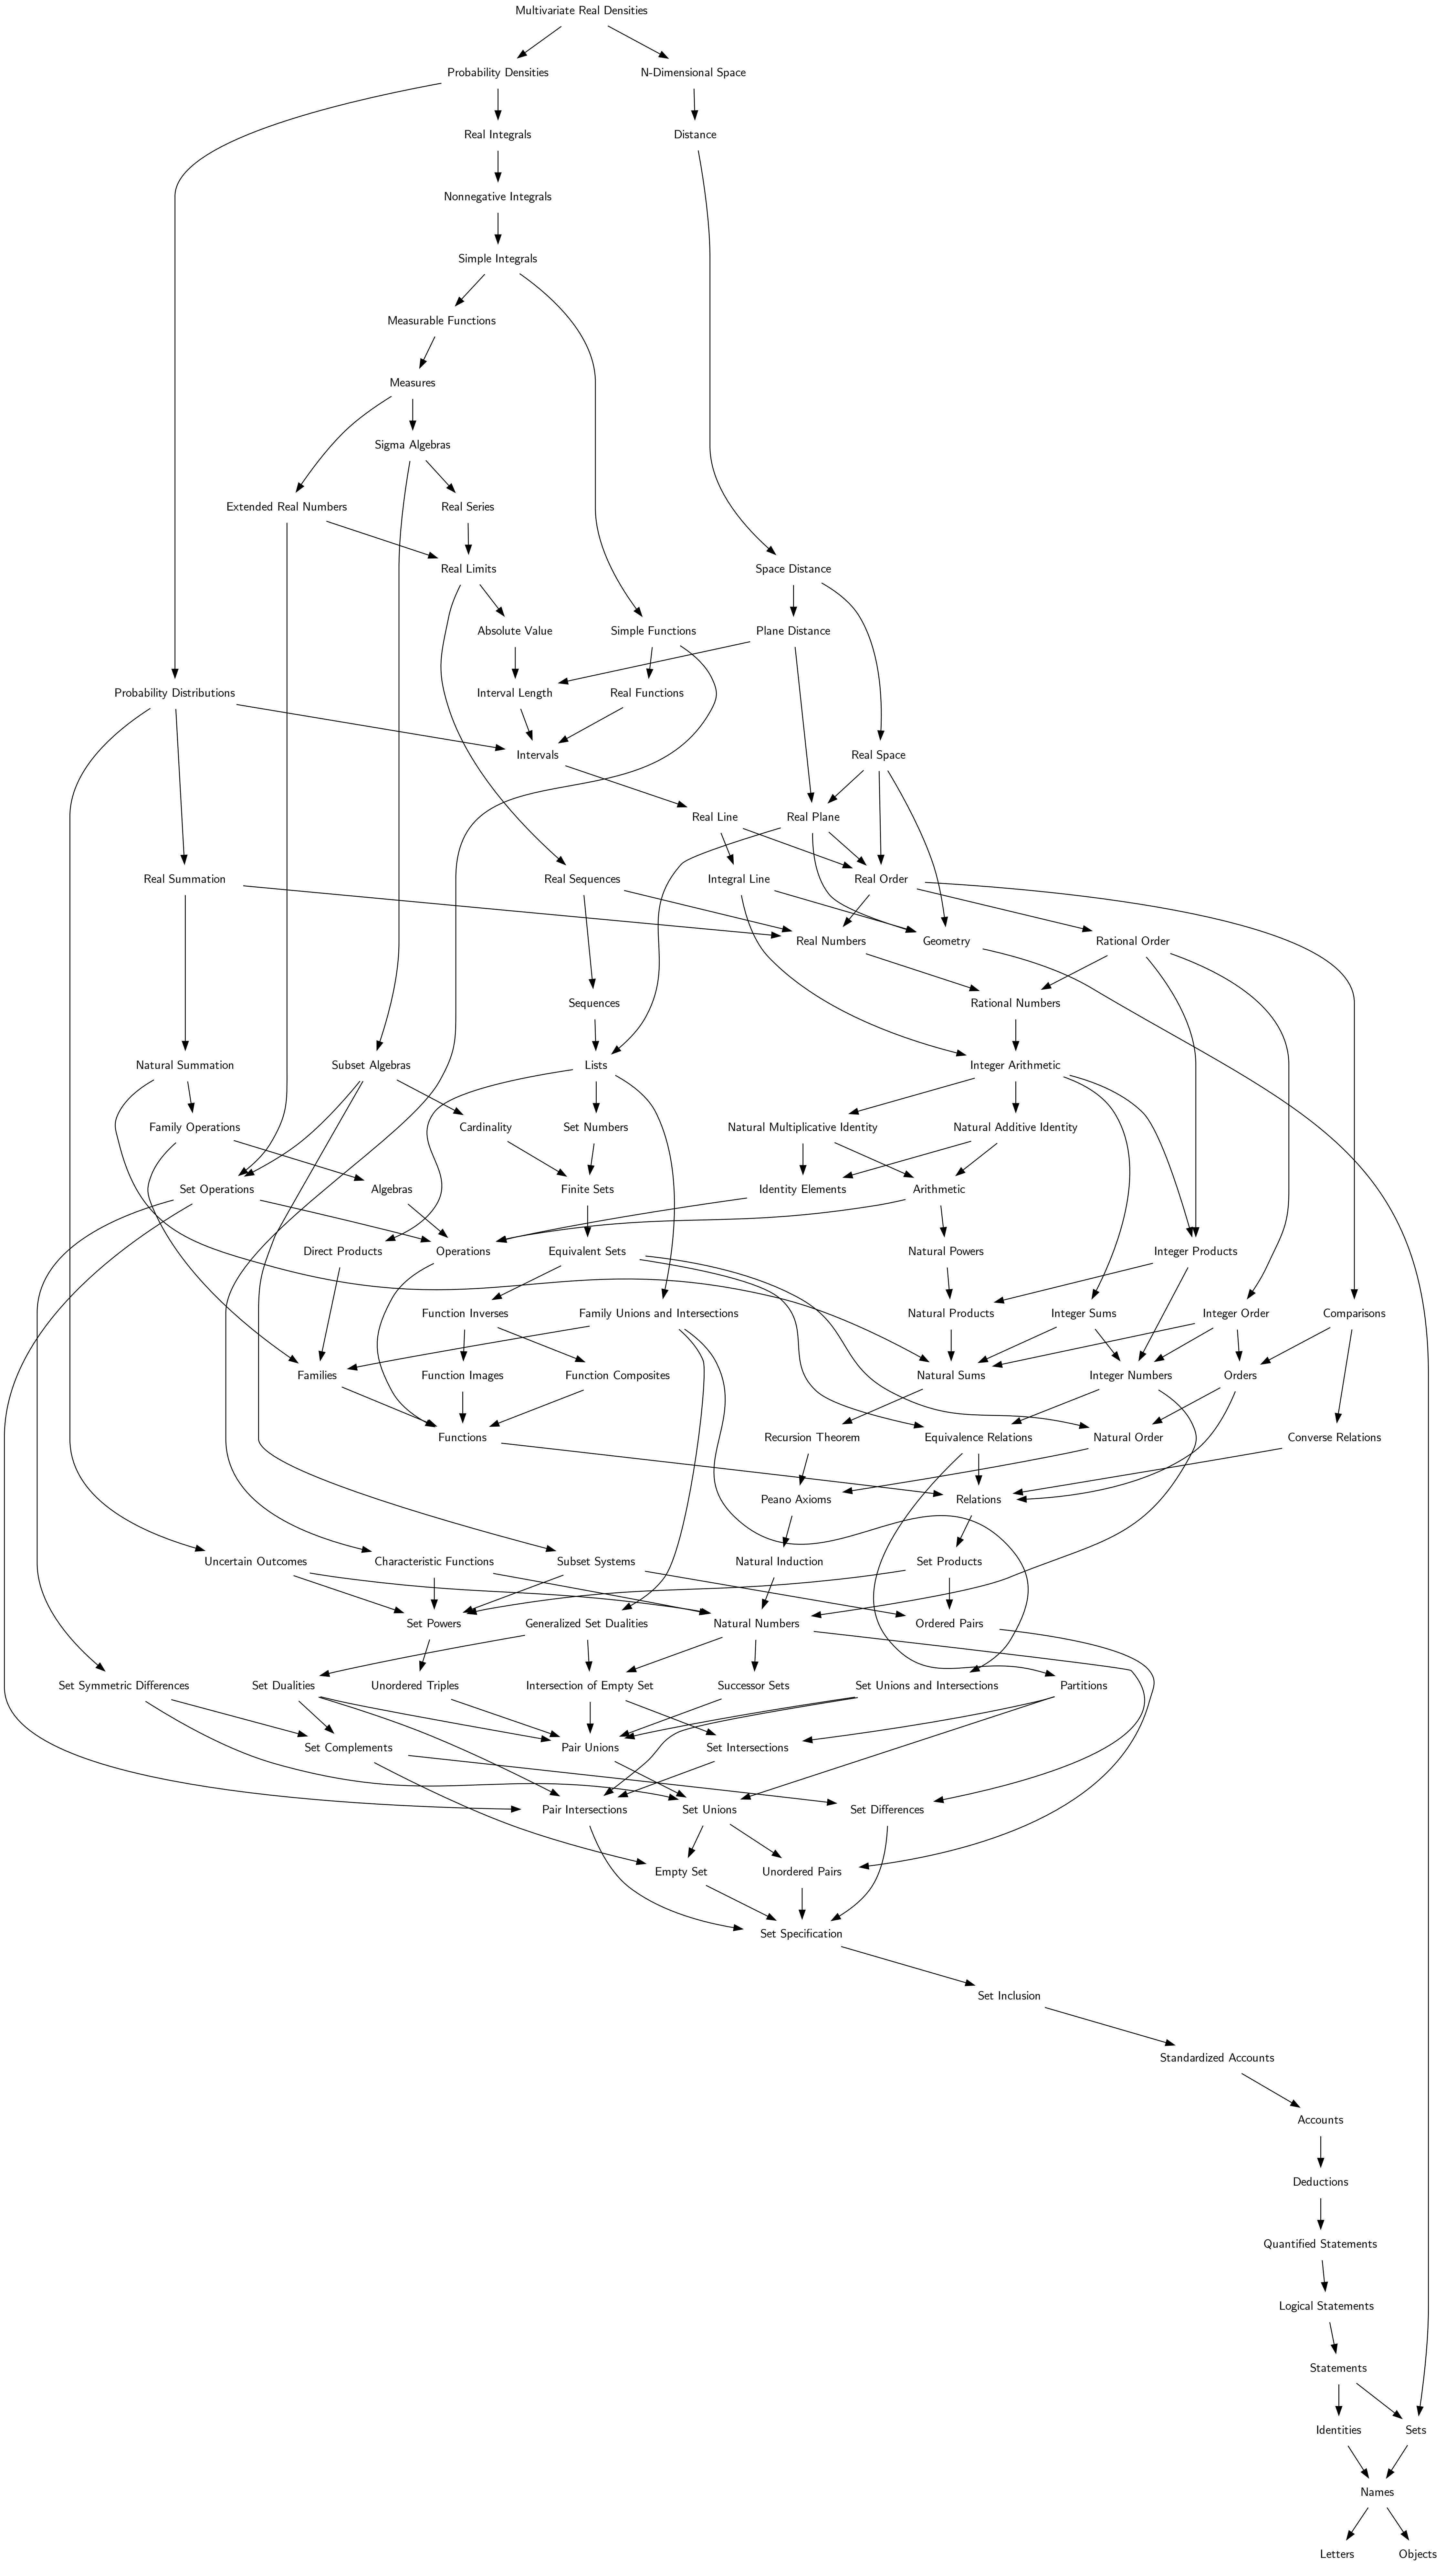 Multivariate Real Densities
Probability Densities
N-Dimensional Space
Real Integrals
Distance
Nonnegative Integrals
Simple Integrals
Measurable Functions
Measures
Sigma Algebras
Extended Real Numbers
Real Series
Real Limits
Space Distance
Absolute Value
Simple Functions
Plane Distance
Probability Distributions
Interval Length
Real Functions
Intervals
Real Space
Real Line
Real Plane
Real Summation
Real Sequences
Integral Line
Real Order
Real Numbers
Geometry
Rational Order
Sequences
Rational Numbers
Natural Summation
Subset Algebras
Lists
Integer Arithmetic
Family Operations
Cardinality
Set Numbers
Natural Multiplicative Identity
Natural Additive Identity
Set Operations
Algebras
Finite Sets
Identity Elements
Arithmetic
Direct Products
Operations
Equivalent Sets
Natural Powers
Integer Products
Function Inverses
Family Unions and Intersections
Natural Products
Integer Sums
Integer Order
Comparisons
Families
Function Images
Function Composites
Natural Sums
Integer Numbers
Orders
Functions
Recursion Theorem
Equivalence Relations
Natural Order
Converse Relations
Peano Axioms
Relations
Uncertain Outcomes
Characteristic Functions
Subset Systems
Natural Induction
Set Products
Set Powers
Generalized Set Dualities
Natural Numbers
Ordered Pairs
Set Symmetric Differences
Set Dualities
Unordered Triples
Intersection of Empty Set
Successor Sets
Set Unions and Intersections
Partitions
Set Complements
Pair Unions
Set Intersections
Pair Intersections
Set Unions
Set Differences
Empty Set
Unordered Pairs
Set Specification
Set Inclusion
Standardized Accounts
Accounts
Deductions
Quantified Statements
Logical Statements
Statements
Identities
Sets
Names
Letters
Objects